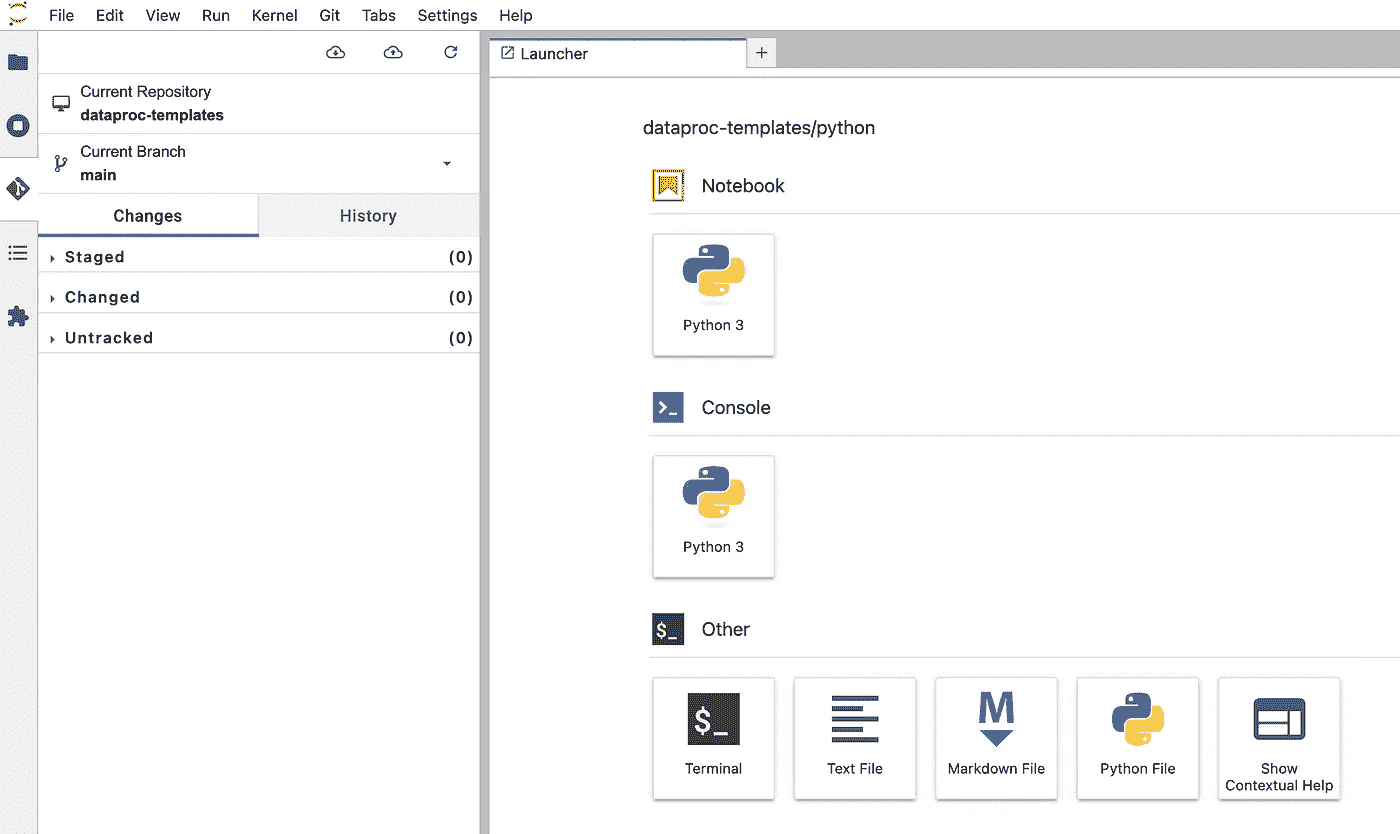 File Edit View Run Kernel Git Tabs Settings Help
Launcher
Current Repository
dataproc-templates
Current Branch
main
Changes History
Staged (0)
Changed (0)
Untracked (0)
dataproc-templates/python
Notebook
Python 3
Console
Python 3
$_ Other
$_
M
Terminal Text File Markdown File Python File Show
Contextual Help